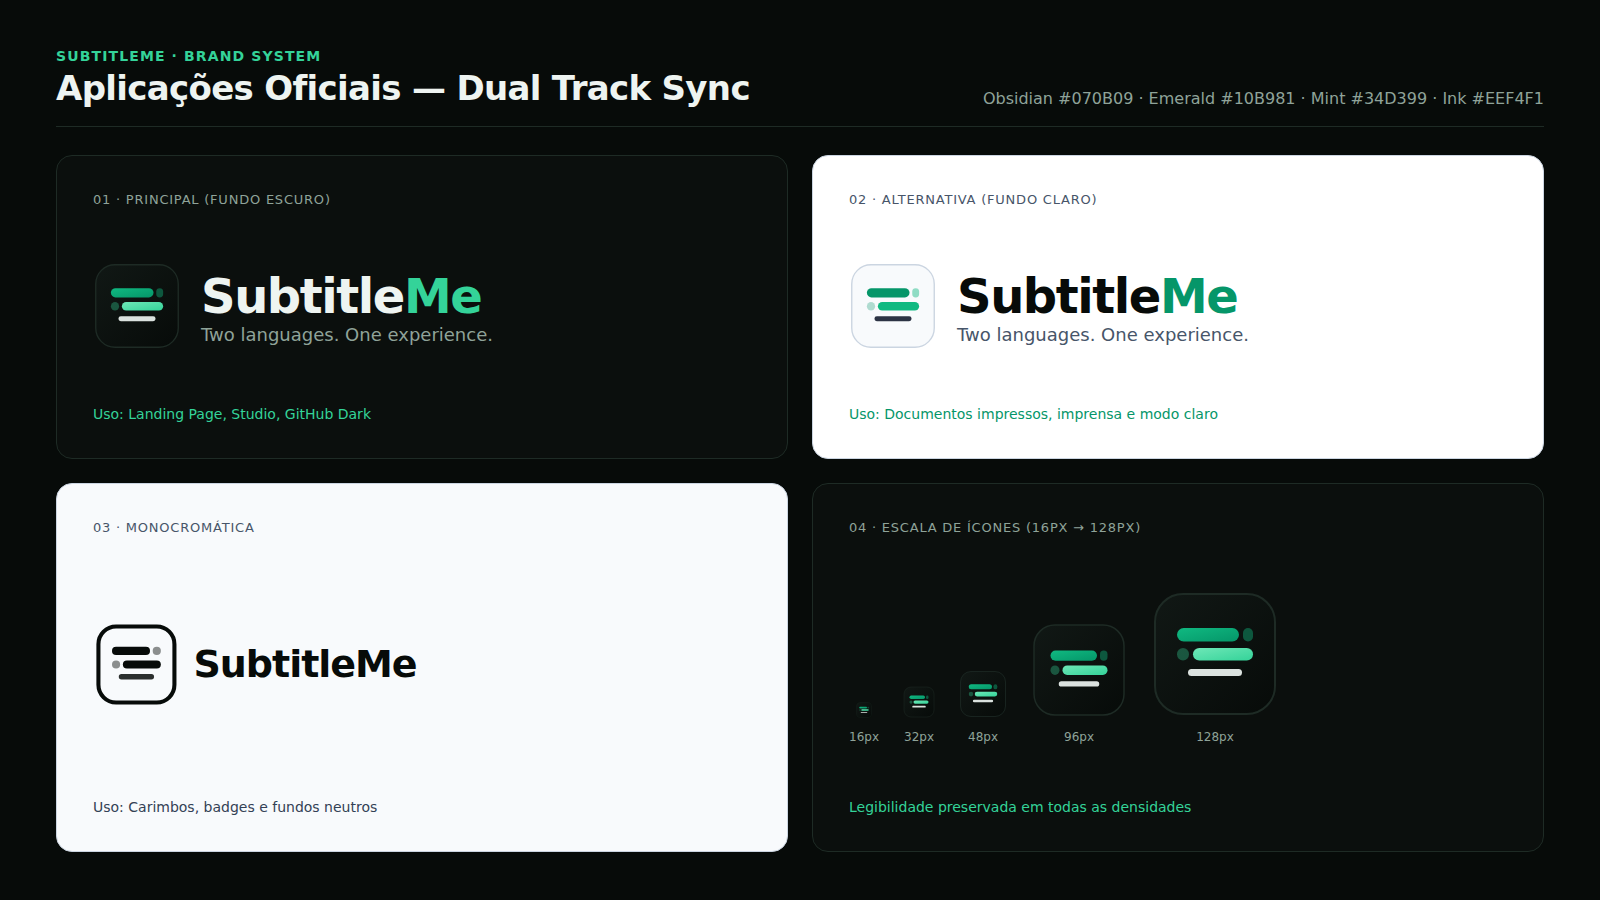 SUBTITLEME · BRAND SYSTEM
Aplicações Oficiais — Dual Track Sync
Obsidian #070B09 · Emerald #10B981 · Mint #34D399 · Ink #EEF4F1
01 · PRINCIPAL (FUNDO ESCURO)
SubtitleMe
Two languages. One experience.
Uso: Landing Page, Studio, GitHub Dark
02 · ALTERNATIVA (FUNDO CLARO)
SubtitleMe
Two languages. One experience.
Uso: Documentos impressos, imprensa e modo claro
03 · MONOCROMÁTICA
SubtitleMe
Uso: Carimbos, badges e fundos neutros
04 · ESCALA DE ÍCONES (16PX → 128PX)
16px 32px 48px 96px 128px
Legibilidade preservada em todas as densidades